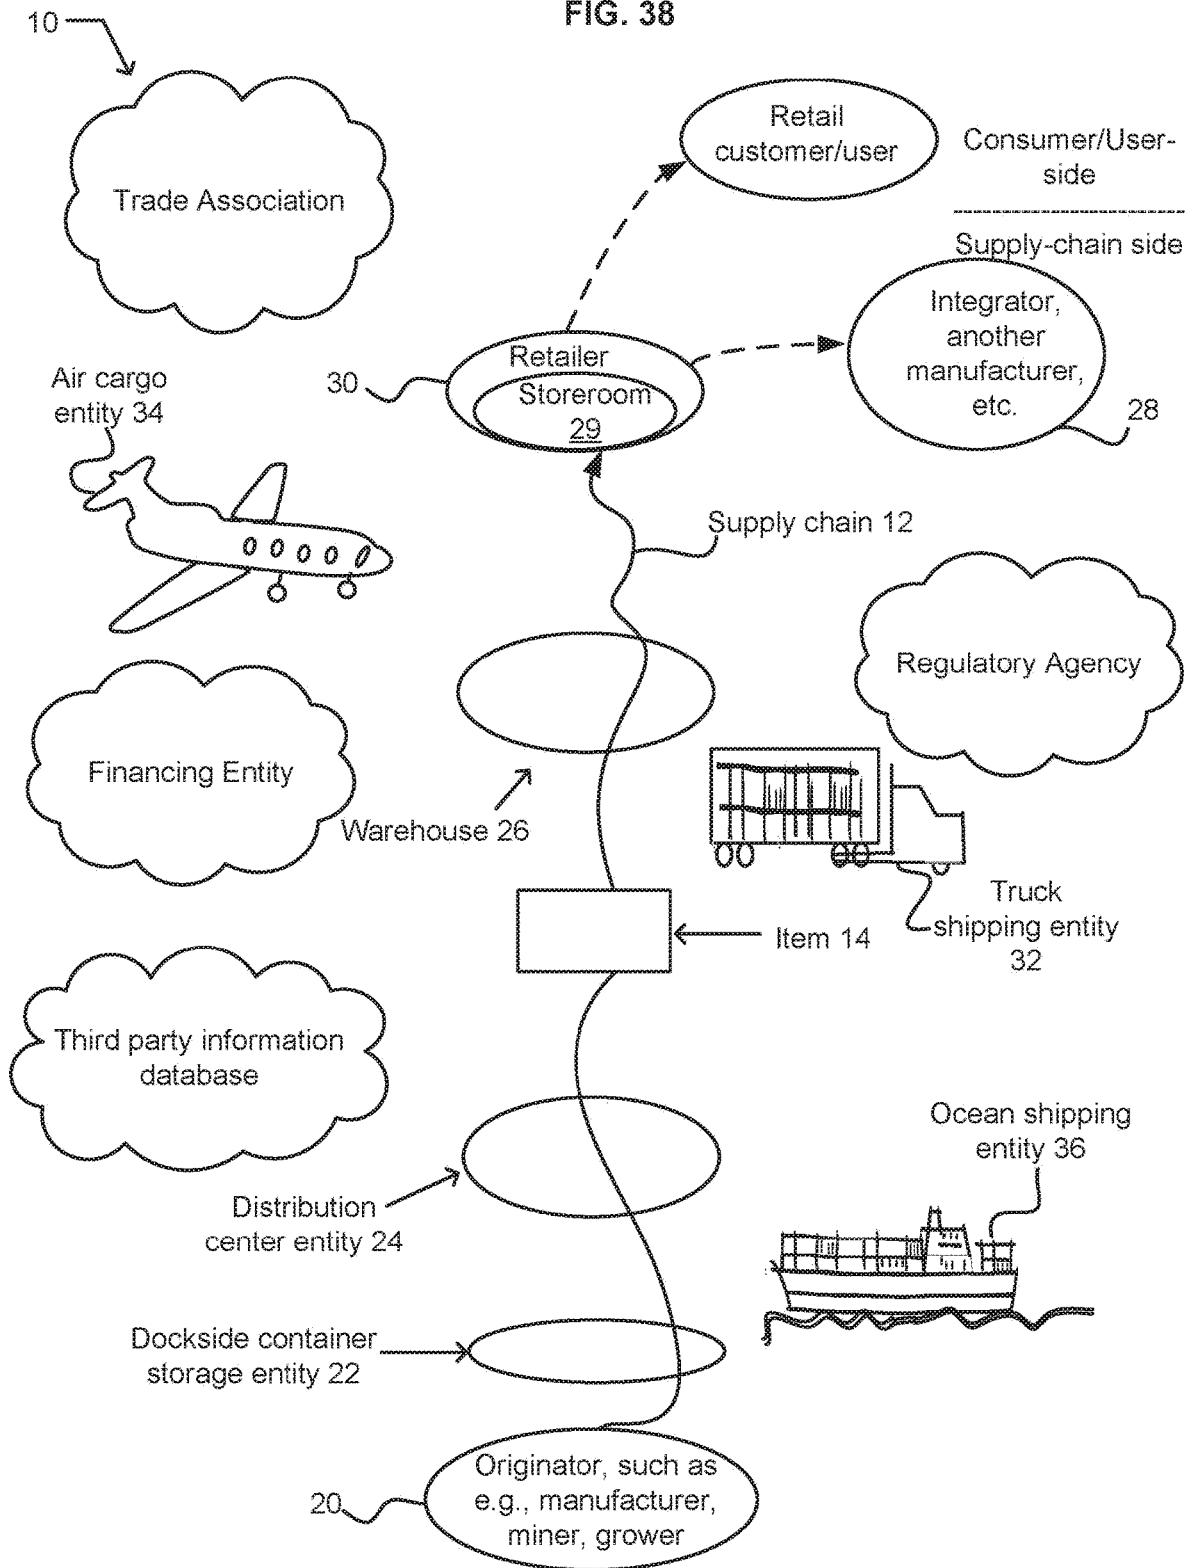 FIG. 38
10
Retail
customer/user
Consumer/User-
side
Trade Association
Supply-chain side
Integrator,
another
manufacturer,
etc.
28
Retailer
Storeroom
29
30
Air cargo
entity 34
Supply chain 12
Regulatory Agency
Financing Entity
Warehouse 26
Truck
shipping entity
32
Item 14
Third party information
database
Ocean shipping
entity 36
Distribution
center entity 24
Dockside container
storage entity 22
Originator, such as
e.g., manufacturer,
miner, grower
20